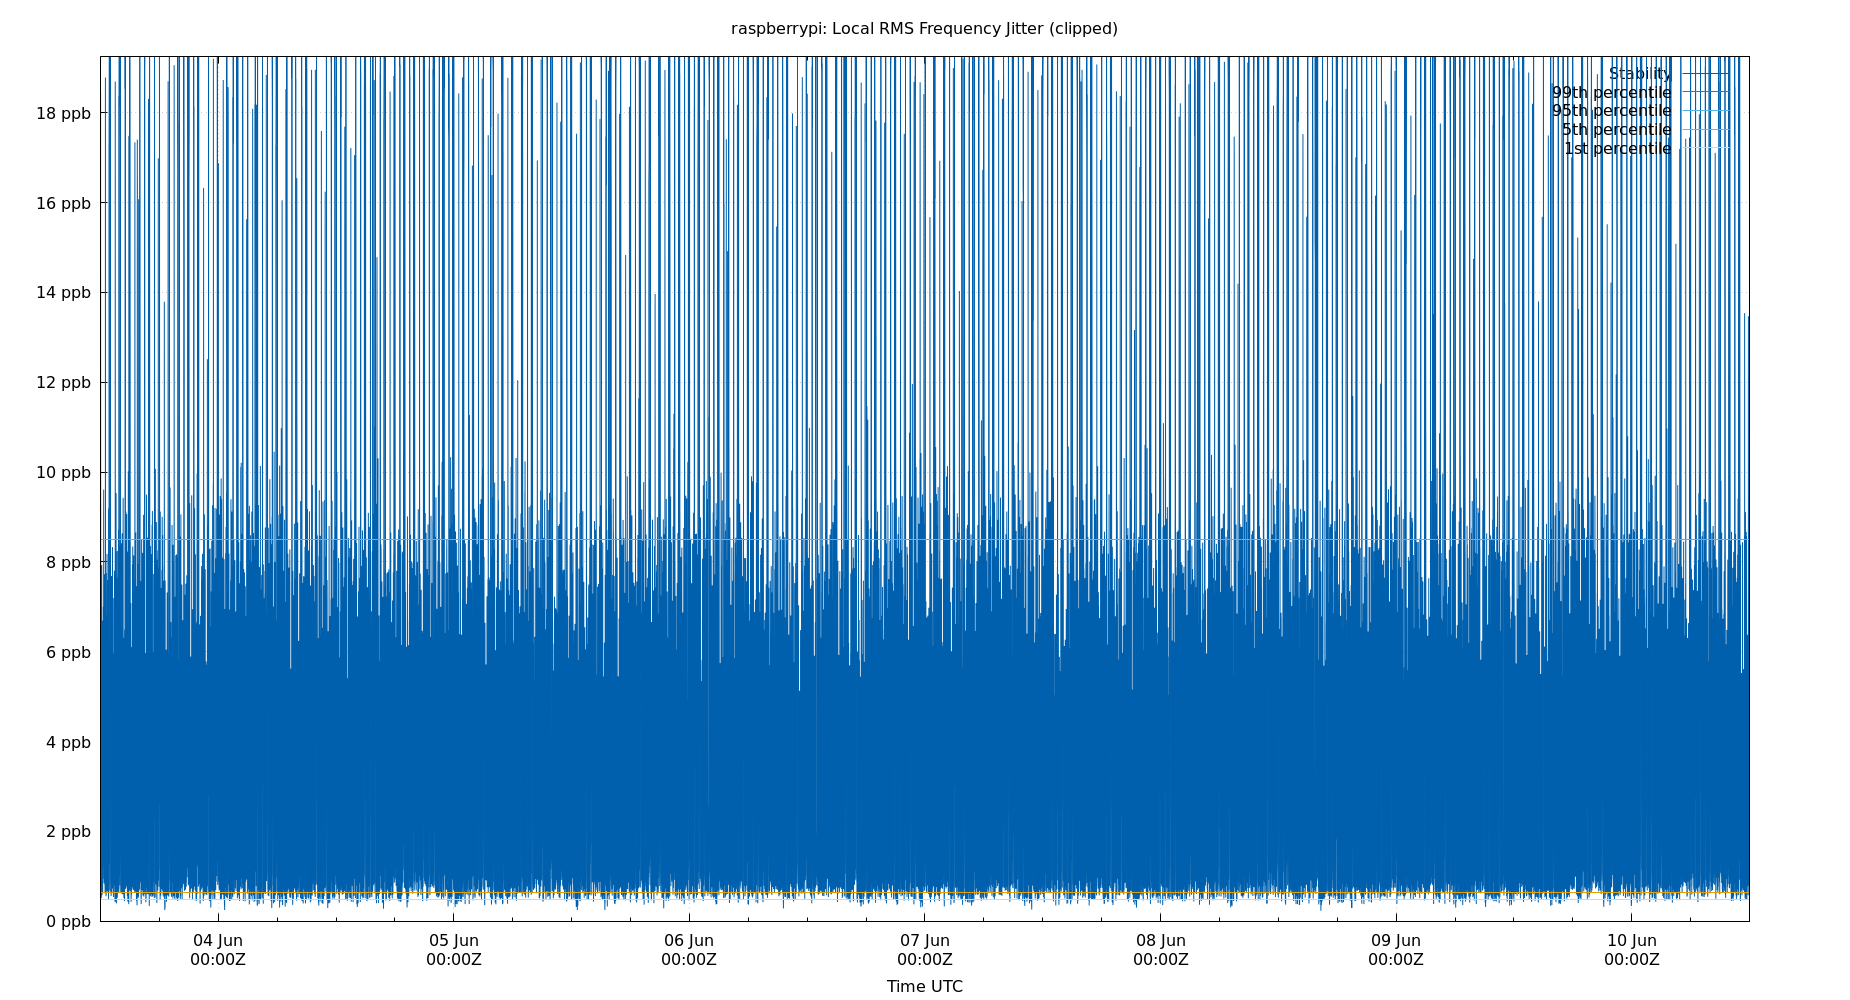 raspberrypi: Local RMS Frequency Jitter (clipped)
Stability
99th percentile
95th percentile
5th percentile
1st percentile
18 ppb
16 ppb
14 ppb
12 ppb
10 ppb
8 ppb
6 ppb
4 ppb
2 ppb
0 ppb
04 Jun 05 Jun 06 Jun 07 Jun 08 Jun 09 Jun 10 Jun
00:00Z 00:00Z 00:00Z 00:00Z 00:00Z 00:00Z 00:00Z
Time UTC